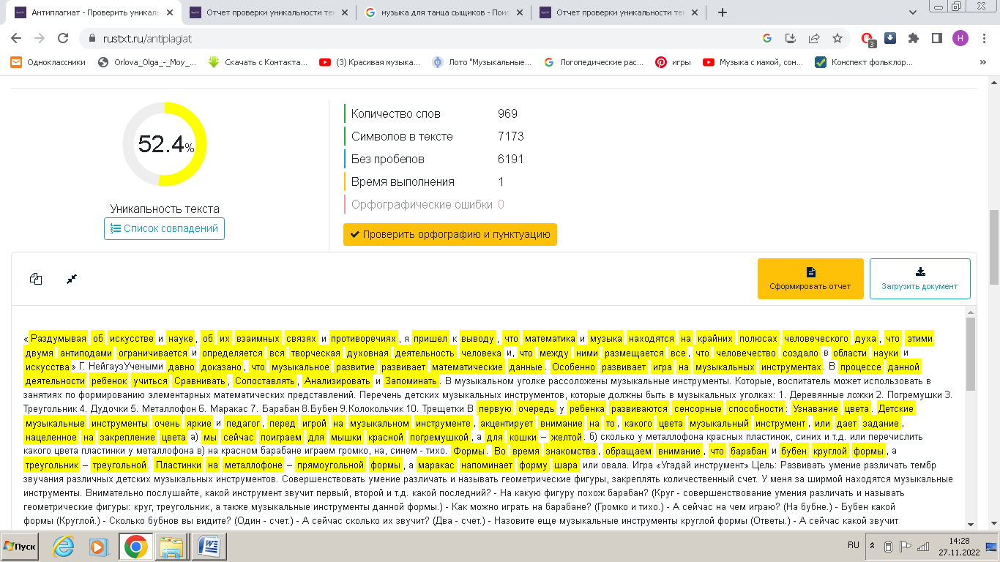 Антиплагиат - Проверить уникаль
Отчет проверки уникальности тек
музыка для танца сыщиков - Поис
Отчет проверки уникальности тек
rustxt.ru/antiplagiat
3
H
Одноклассники
Orlova_Olga_-_Moy_...
Скачать с Контакта...
(3) Красивая музыка...
Лото "Музыкальные...
Логопедические рас...
игры
Музыка с мамой, сон...
Конспект фольклор...
»
52.4%
Уникальность текста
Список совпадений
Количество слов 969
Символов в тексте 7173
Без пробелов 6191
Время выполнения 1
Орфографические ошибки 0
Проверить орфографию и пунктуацию
Сформировать отчет
Загрузить документ
« Раздумывая об искусстве и науке , об их взаимных связях и противоречиях , я пришел к выводу , что математика и музыка находятся на крайних полюсах человеческого духа , что этими
двумя антиподами ограничивается и определяется вся творческая духовная деятельность человека и, что между ними размещается все , что человечество создало в области науки и
искусства » Г. НейгаузУчеными давно доказано , что музыкальное развитие развивает математические данные . Особенно развивает игра на музыкальных инструментах . В процессе данной
деятельности ребенок учиться Сравнивать , Сопоставлять , Анализировать и Запоминать . В музыкальном уголке рассоложены музыкальные инструменты. Которые, воспитатель может использовать в
занятиях по формированию элементарных математических представлений. Перечень детских музыкальных инструментов, которые должны быть в музыкальных уголках: 1. Деревянные ложки 2. Погремушки 3.
Треугольник 4. Дудочки 5. Металлофон 6. Маракас 7. Барабан 8.Бубен 9.Колокольчик 10. Трещетки В первую очередь у ребенка развиваются сенсорные способности : Узнавание цвета . Детские
музыкальные инструменты очень яркие и педагог , перед игрой на музыкальном инструменте , акцентирует внимание на то , какого цвета музыкальный инструмент , или дает задание ,
нацеленное на закрепление цвета а) мы сейчас поиграем для мышки красной погремушкой , а для кошки – желтой . б) сколько у металлофона красных пластинок, синих и т.д. или перечислить
какого цвета пластинки у металлофона в) на красном барабане играем громко, на, синем - тихо. Формы . Во время знакомства , обращаем внимание , что барабан и бубен круглой формы , а
треугольник – треугольной . Пластинки на металлофоне – прямоугольной формы , а маракас напоминает форму шара или овала. Игра «Угадай инструмент» Цель: Развивать умение различать тембр
звучания различных детских музыкальных инструментов. Совершенствовать умение различать и называть геометрические фигуры, закреплять количественный счет. У меня за ширмой находятся музыкальные
инструменты. Внимательно послушайте, какой инструмент звучит первый, второй и т.д. какой последний? - На какую фигуру похож барабан? (Круг - совершенствование умения различать и называть
геометрические фигуры: круг, треугольник, а также музыкальные инструменты данной формы.) - Как можно играть на барабане? (Громко и тихо.) - А сейчас на чем играю? (На бубне.) - Бубен какой
формы (Круглой.) - Сколько бубнов вы видите? (Один - счет.) - А сейчас сколько их звучит? (Два - счет.) - Назовите еще музыкальные инструменты круглой формы (Ответы.) - А сейчас какой звучит
Пуск
RU
14:28
27.11.2022